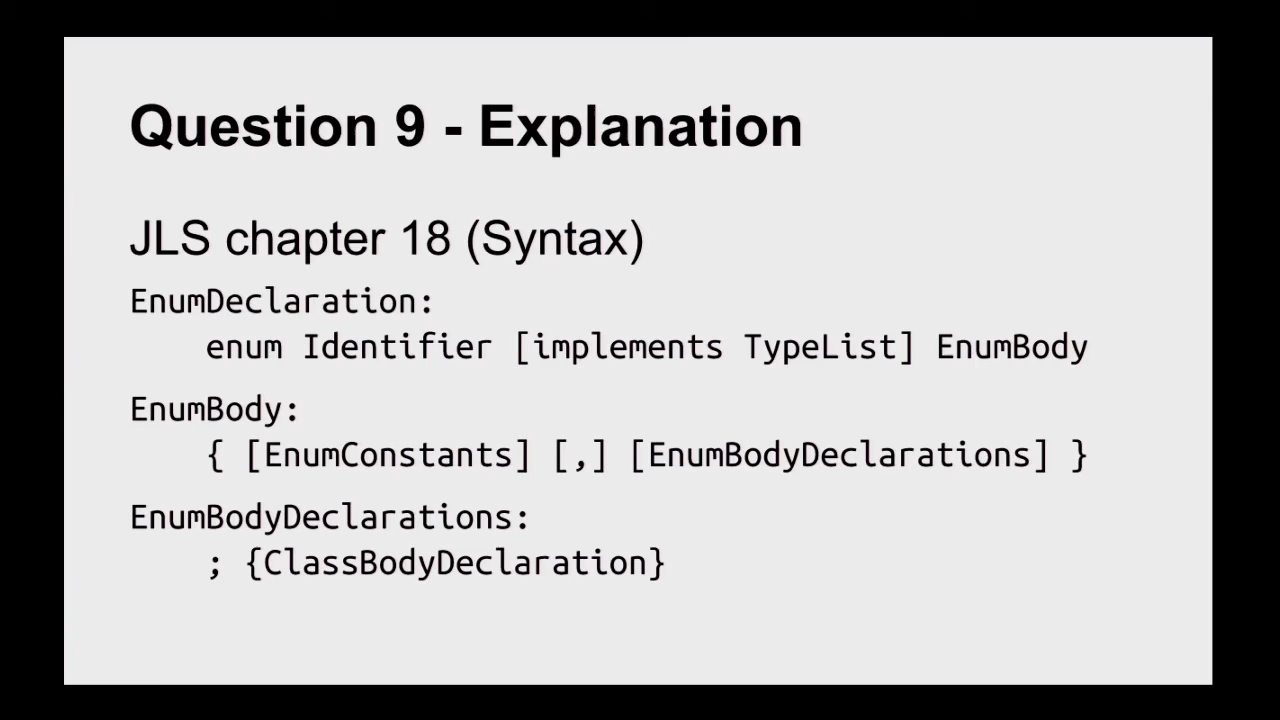 Question 9 - Explanation
JLS chapter 18 (Syntax)
EnumDeclaration:
enum Identifier [implements TypeList] EnumBody
EnumBody:
{ [EnumConstants] [,] [EnumBodyDeclarations] }
EnumBodyDeclarations:
; {ClassBodyDeclaration}